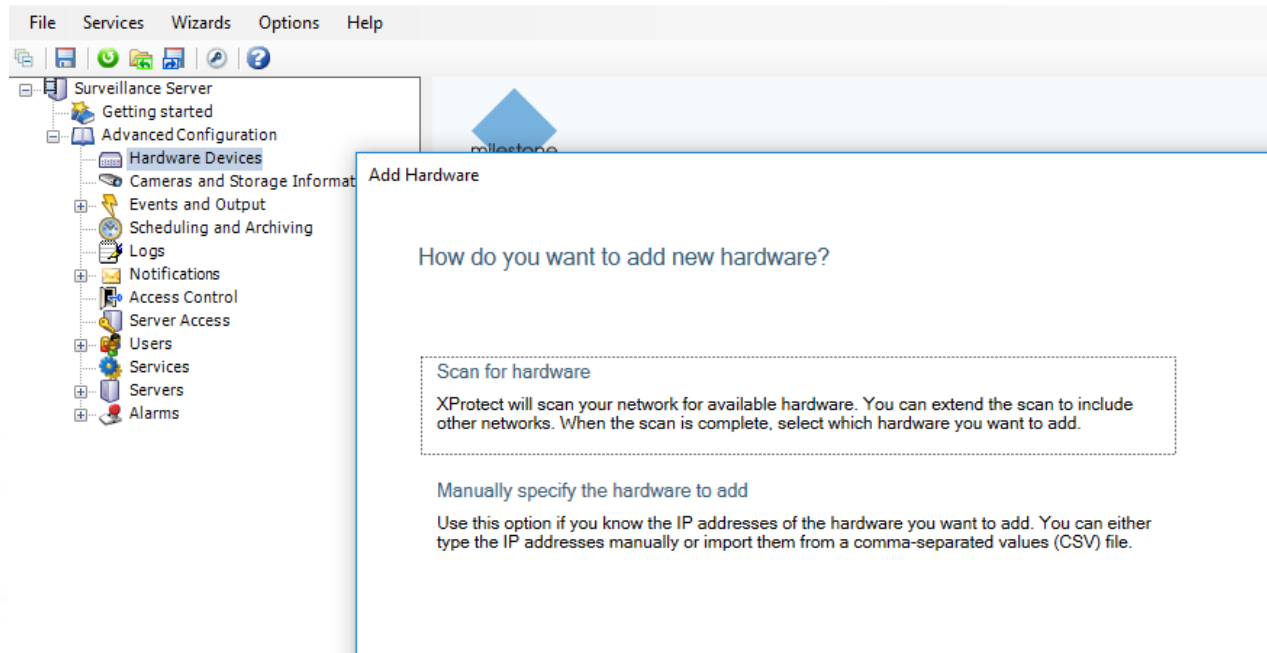 File Services Wizards Options Help
Surveillance Server
Getting started
Advanced Configuration
Hardware Devices
Cameras and Storage Informat
Events and Output
Scheduling and Archiving
Logs
Notifications
Access Control
Server Access
Users
Services
Servers
Alarms
milestone
Add Hardware
How do you want to add new hardware?
Scan for hardware
XProtect will scan your network for available hardware. You can extend the scan to include
other networks. When the scan is complete, select which hardware you want to add.
Manually specify the hardware to add
Use this option if you know the IP addresses of the hardware you want to add. You can either
type the IP addresses manually or import them from a comma-separated values (CSV) file.